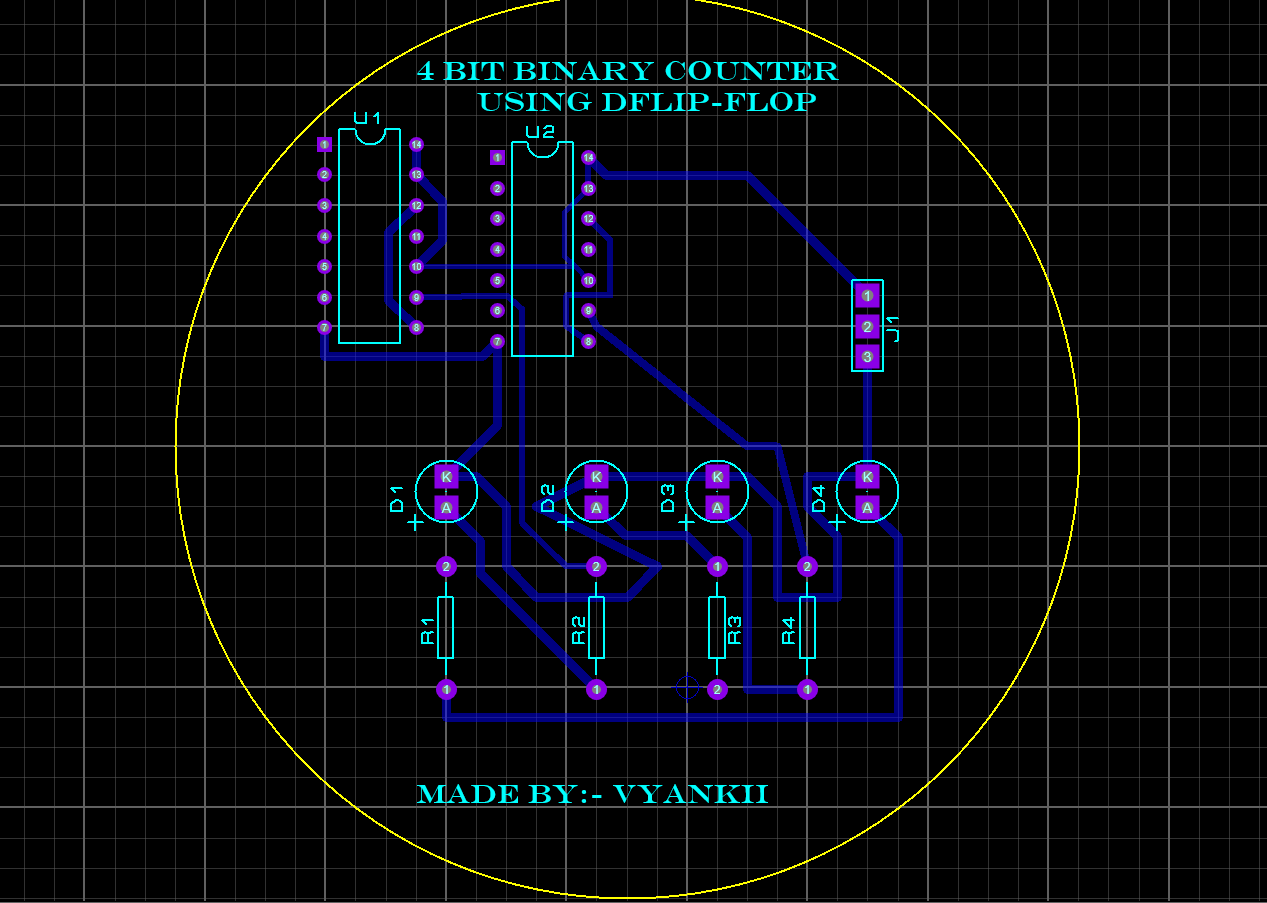 4 BIT BINARY COUNTER
USING DFLIP-FLOP
U1
U2
1 14 1 14
2 13 2 13
3 12 3 12
4 11 4 11
5 10 5 10
6 9 6 9
7 8 7 8
1
2 J1
3
K K K K
D1 D2 D3 D4
A A A A
+ + + +
2 2 1 2
R1 R2 R3 R4
1 1 2 1
MADE BY:- VYANKII